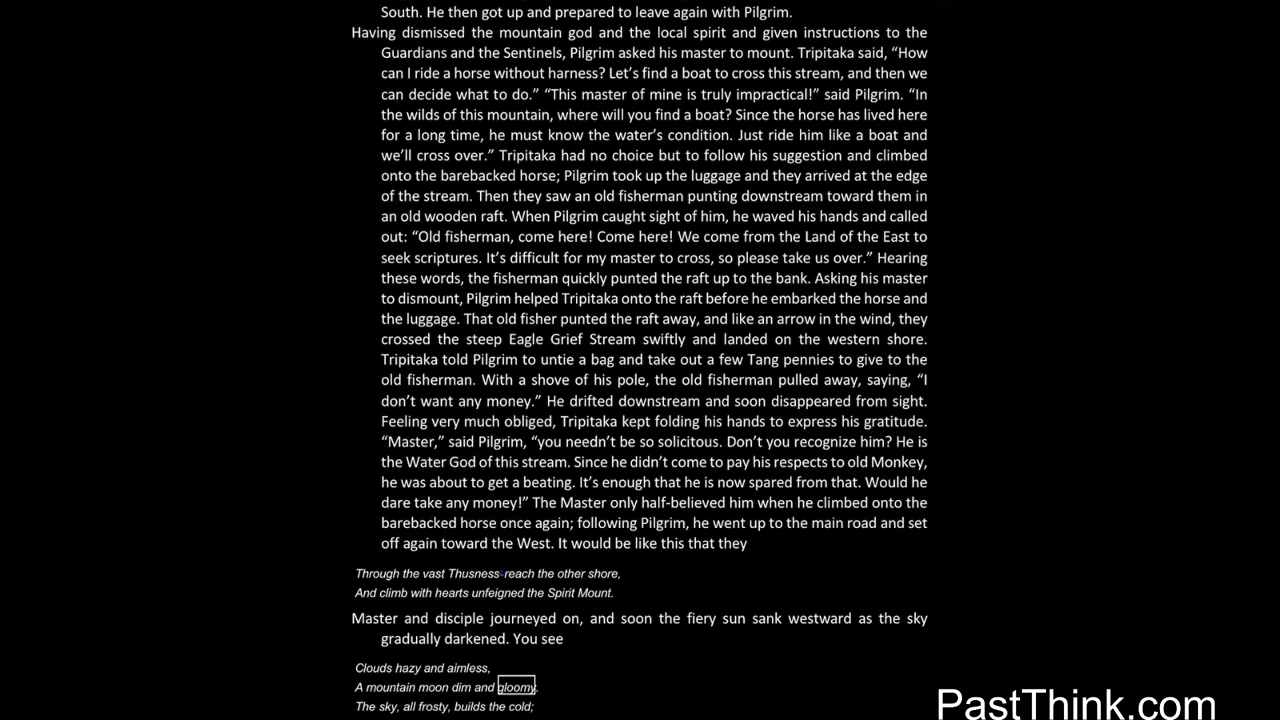 South. He then got up and prepared to leave again with Pilgrim.
Having dismissed the mountain god and the local spirit and given instructions to the
Guardians and the Sentinels, Pilgrim asked his master to mount. Tripitaka said, “How
can I ride a horse without harness? Let’s find a boat to cross this stream, and then we
can decide what to do.” “This master of mine is truly impractical!” said Pilgrim. “In
the wilds of this mountain, where will you find a boat? Since the horse has lived here
for a long time, he must know the water’s condition. Just ride him like a boat and
we’ll cross over.” Tripitaka had no choice but to follow his suggestion and climbed
onto the barebacked horse; Pilgrim took up the luggage and they arrived at the edge
of the stream. Then they saw an old fisherman punting downstream toward them in
an old wooden raft. When Pilgrim caught sight of him, he waved his hands and called
out: “Old fisherman, come here! Come here! We come from the Land of the East to
seek scriptures. It’s difficult for my master to cross, so please take us over.” Hearing
these words, the fisherman quickly punted the raft up to the bank. Asking his master
to dismount, Pilgrim helped Tripitaka onto the raft before he embarked the horse and
the luggage. That old fisher punted the raft away, and like an arrow in the wind, they
crossed the steep Eagle Grief Stream swiftly and landed on the western shore.
Tripitaka told Pilgrim to untie a bag and take out a few Tang pennies to give to the
old fisherman. With a shove of his pole, the old fisherman pulled away, saying, “I
don’t want any money.” He drifted downstream and soon disappeared from sight.
Feeling very much obliged, Tripitaka kept folding his hands to express his gratitude.
“Master,” said Pilgrim, “you needn’t be so solicitous. Don’t you recognize him? He is
the Water God of this stream. Since he didn’t come to pay his respects to old Monkey,
he was about to get a beating. It’s enough that he is now spared from that. Would he
dare take any money!” The Master only half-believed him when he climbed onto the
barebacked horse once again; following Pilgrim, he went up to the main road and set
off again toward the West. It would be like this that they
Through the vast Thusness reach the other shore,
And climb with hearts unfeigned the Spirit Mount.
Master and disciple journeyed on, and soon the fiery sun sank westward as the sky
gradually darkened. You see
Clouds hazy and aimless,
A mountain moon dim and gloomy.
The sky, all frosty, builds the cold;
PastThink.com